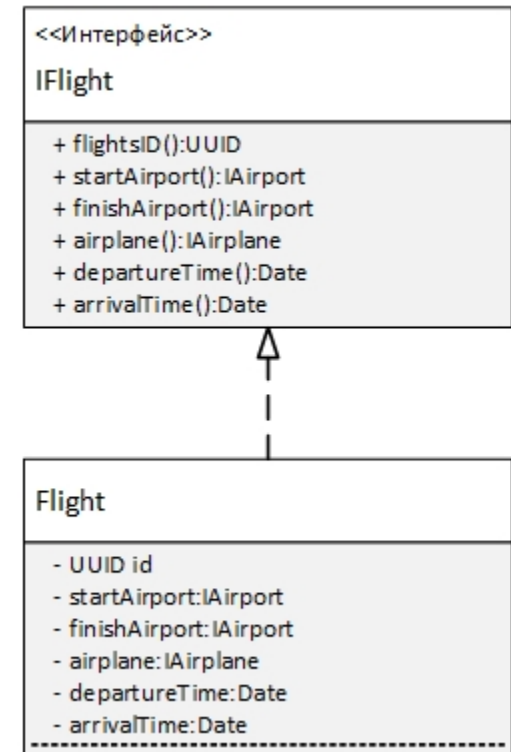 <<Интерфейс>>
IFlight
+ flightsID():UUID
+ startAirport():IAirport
+ finishAirport():IAirport
+ airplane():IAirplane
+ departureTime():Date
+ arrivalTime():Date
Flight
- UUID id
- startAirport:IAirport
- finishAirport:IAirport
- airplane:IAirplane
- departureTime:Date
- arrivalTime:Date